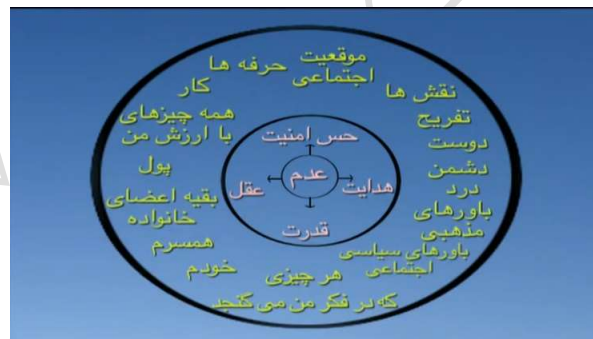 موقعیت
اجتماعی
حرفه ها
کار
همه چیزهای
با ارزش من
پول
بقیه اعضای
خانواده
همسرم
خودم
هر چیزی
که در فکر من می گنجد
نقش ها
تفریح
دوست
دشمن
درد
باورهای
مذهبی
باورهای سیاسی
اجتماعی
حس امنیت
هدایت
عدم
عقل
قدرت